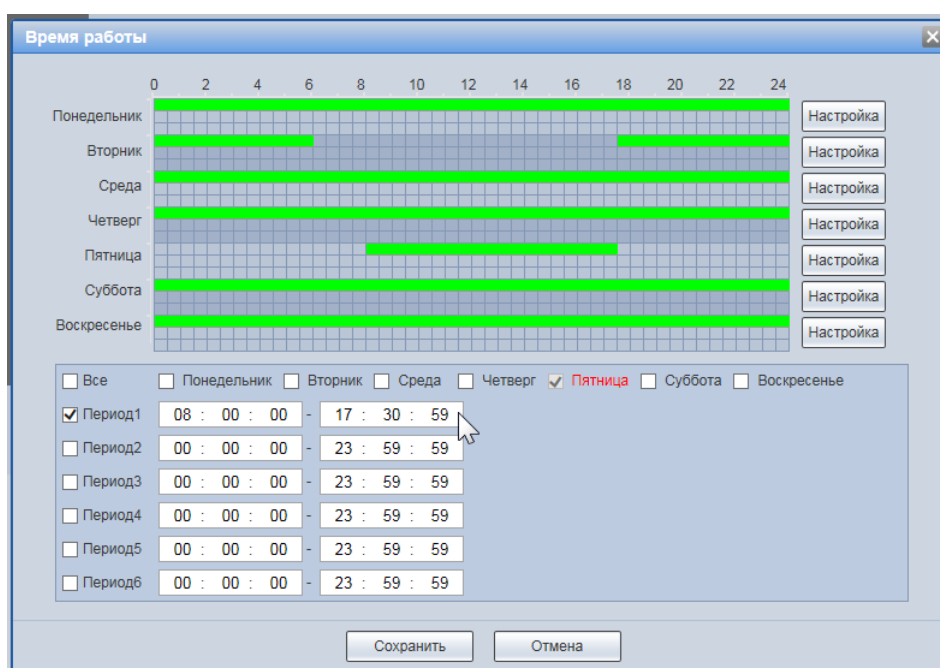 Время работы
0 2 4 6 8 10 12 14 16 18 20 22 24
Понедельник Настройка
Вторник Настройка
Среда Настройка
Четверг Настройка
Пятница Настройка
Суббота Настройка
Воскресенье Настройка
Все Понедельник Вторник Среда Четверг Пятница Суббота Воскресенье
Период1 08 : 00 : 00 - 17 : 30 : 59
Период2 00 : 00 : 00 - 23 : 59 : 59
Период3 00 : 00 : 00 - 23 : 59 : 59
Период4 00 : 00 : 00 - 23 : 59 : 59
Период5 00 : 00 : 00 - 23 : 59 : 59
Период6 00 : 00 : 00 - 23 : 59 : 59
Сохранить Отмена